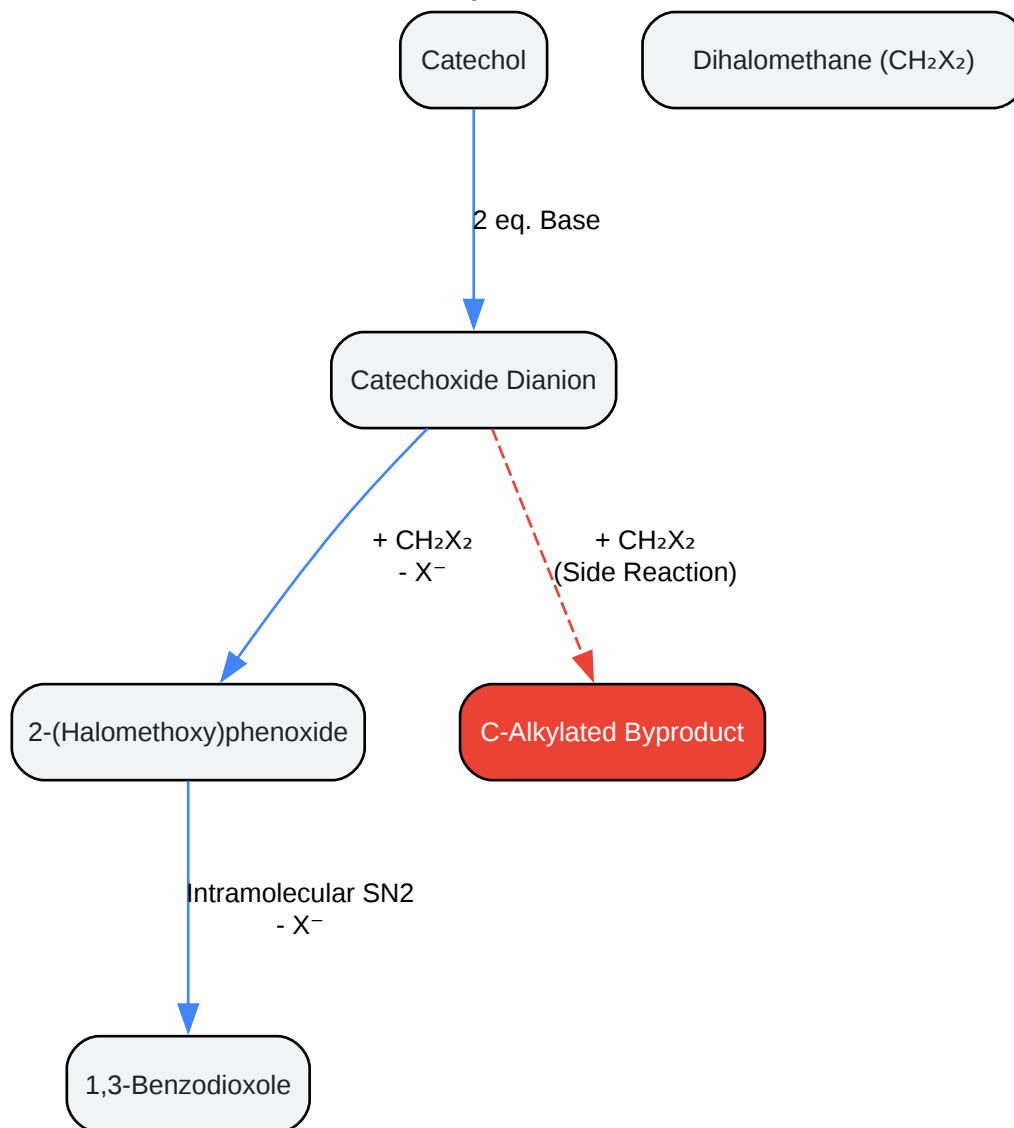 Catechol
Dihalomethane (CH₂X₂)
2 eq. Base
Catechoxide Dianion
+ CH₂X₂
- X⁻
+ CH₂X₂
(Side Reaction)
2-(Halomethoxy)phenoxide
C-Alkylated Byproduct
Intramolecular SN2
- X⁻
1,3-Benzodioxole